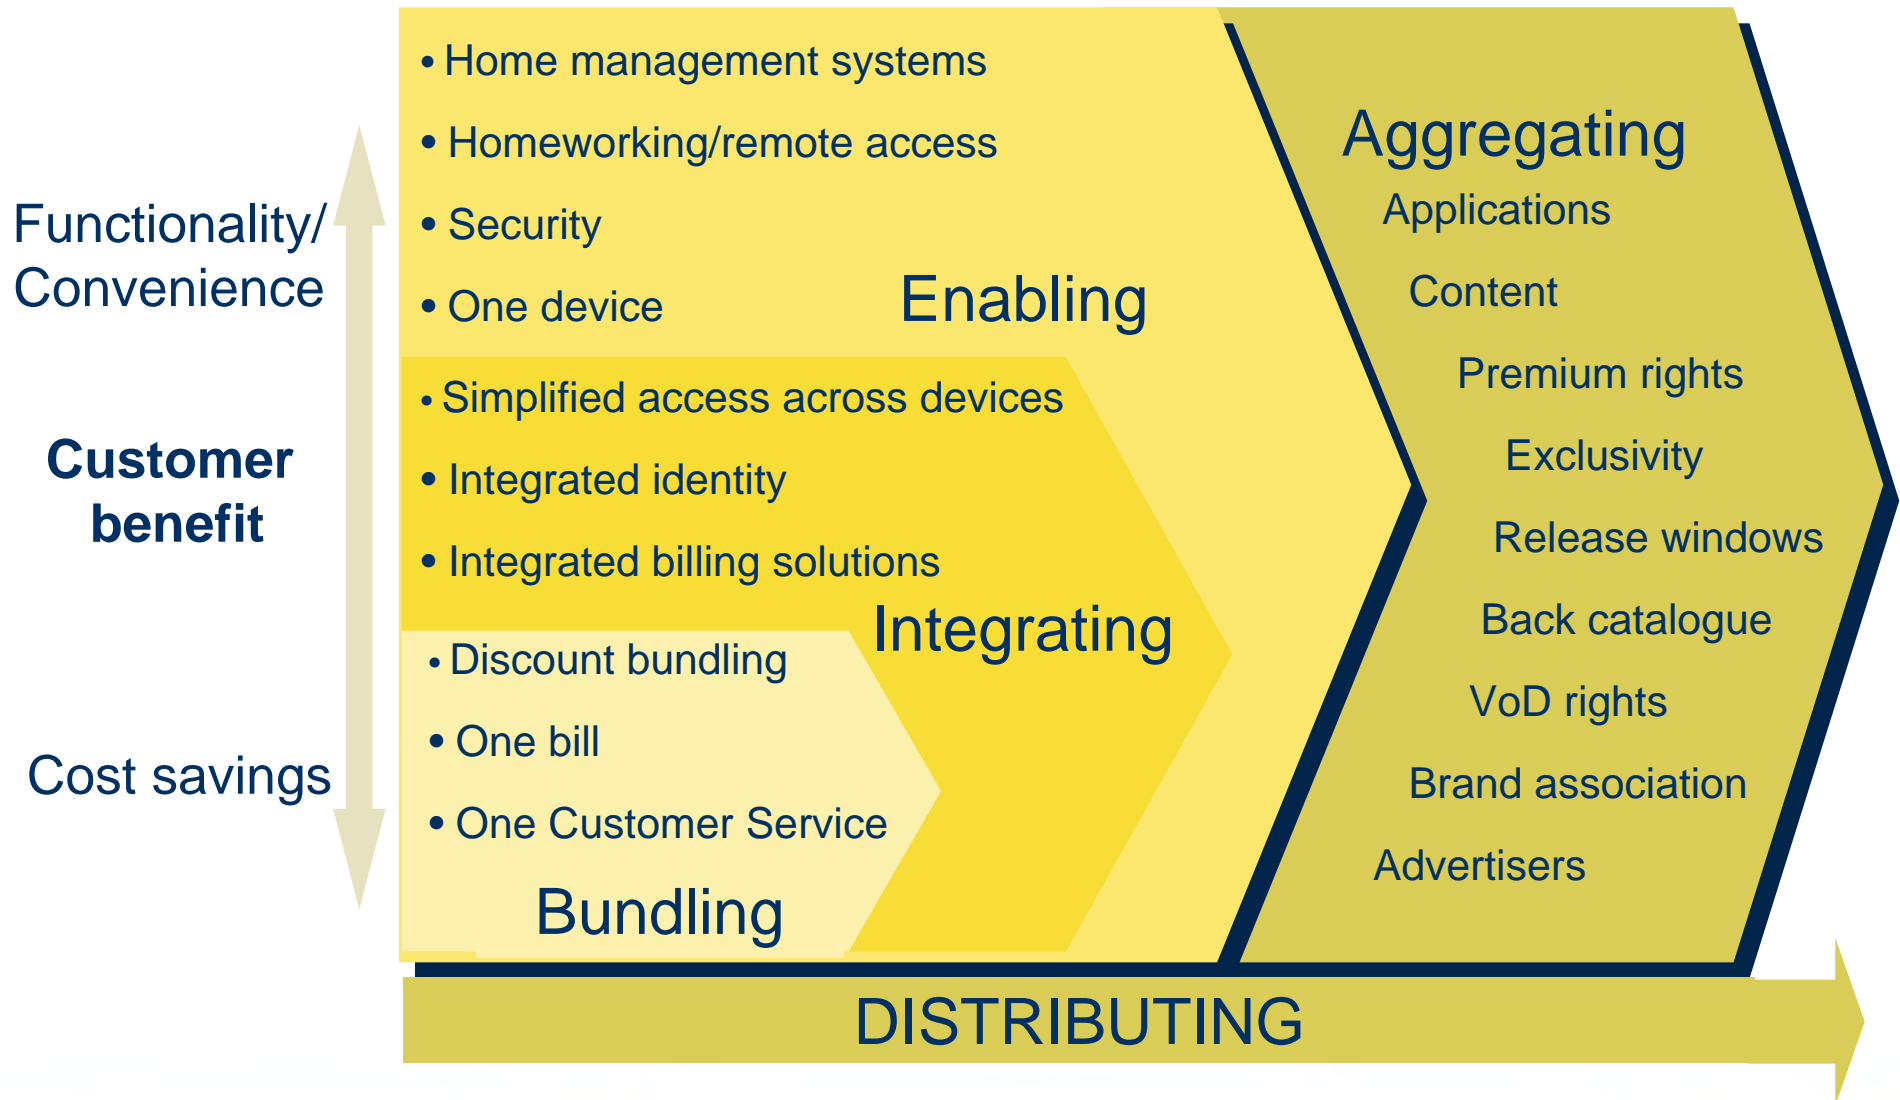 Functionality/
Convenience
Customer
benefit
Cost savings
• Home management systems
• Homeworking/remote access
• Security
• One device
Enabling
• Simplified access across devices
• Integrated identity
• Integrated billing solutions
Integrating
• Discount bundling
• One bill
• One Customer Service
Bundling
Aggregating
Applications
Content
Premium rights
Exclusivity
Release windows
Back catalogue
VoD rights
Brand association
Advertisers
DISTRIBUTING